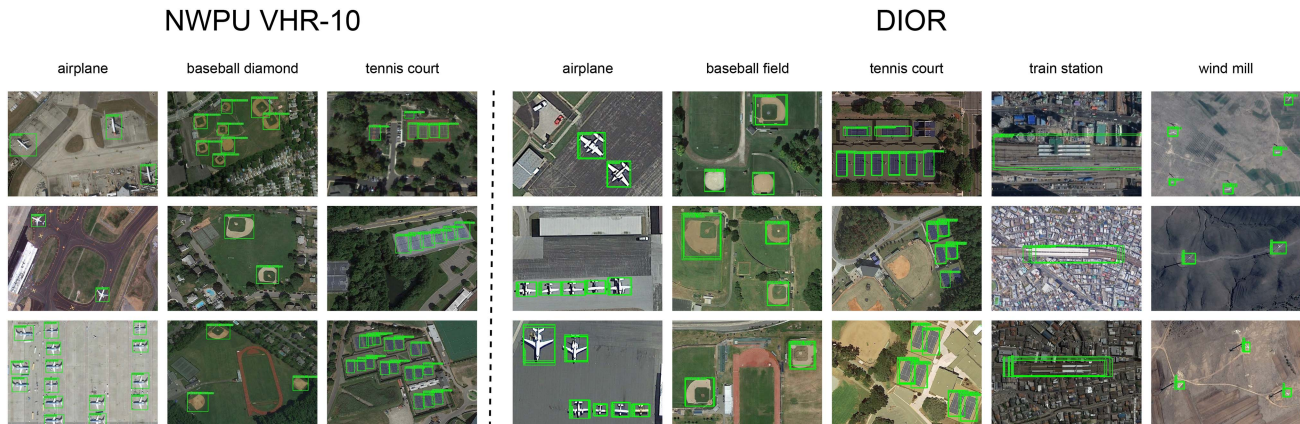 NWPU VHR-10
DIOR
airplane
baseball diamond
tennis court
airplane
baseball field
tennis court
train station
wind mill